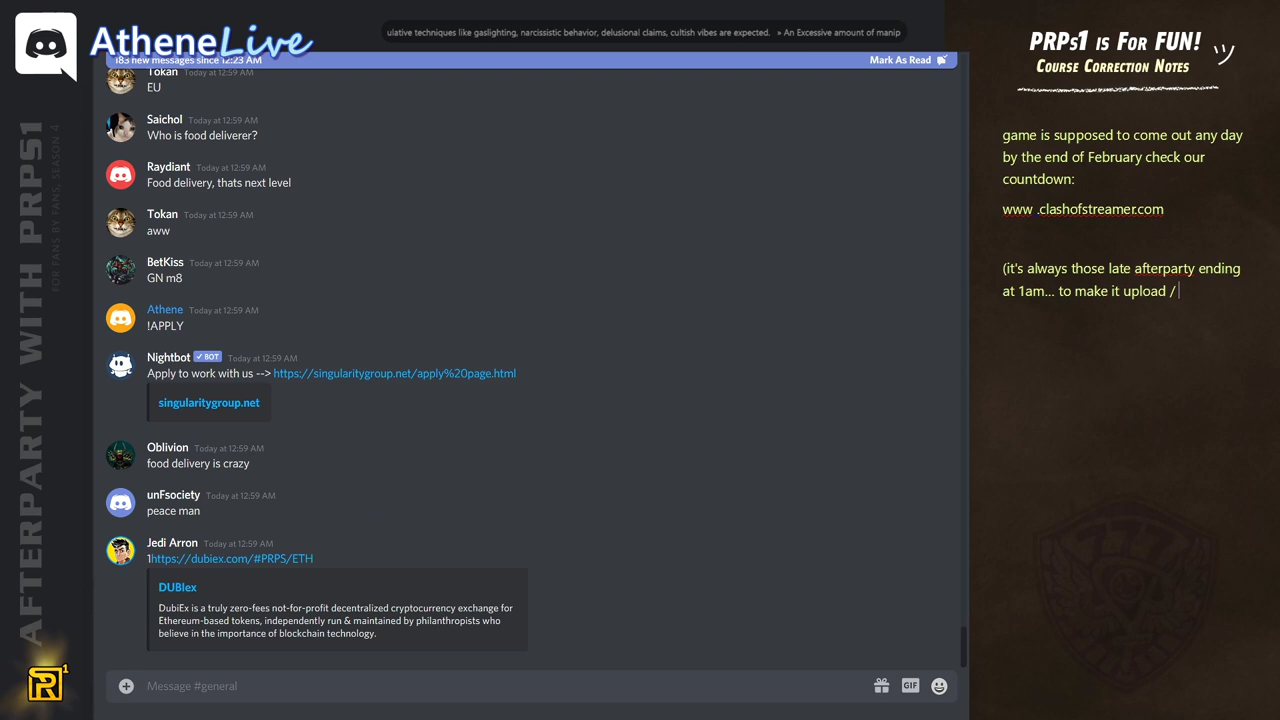 AtheneLive
ulative techniques like gaslighting, narcissistic behavior, delusional claims, cultish vibes are expected.   » An Excessive amount of manip
183 new messages since 12:23 AM
Mark As Read
Tokan
EU
Saichol Today at 12:59 AM
Who is food deliverer?
Raydiant Today at 12:59 AM
Food delivery, thats next level
Tokan Today at 12:59 AM
aww
BetKiss Today at 12:59 AM
GN m8
Athene Today at 12:59 AM
!APPLY
Nightbot ✓ BOT Today at 12:59 AM
Apply to work with us --> https://singularitygroup.net/apply%20page.html
singularitygroup.net
Oblivion Today at 12:59 AM
food delivery is crazy
unFsociety Today at 12:59 AM
peace man
Jedi Arron Today at 12:59 AM
1https://dubiex.com/#PRPS/ETH
DUBIex
DubiEx is a truly zero-fees not-for-profit decentralized cryptocurrency exchange for
Ethereum-based tokens, independently run & maintained by philanthropists who
believe in the importance of blockchain technology.
Message #general
GIF
AFTERPARTY WITH PRPS1
FOR FANS BY FANS, SEASON 4
1
PRPs1 is For FUN!
Course Correction Notes
ツ
game is supposed to come out any day
by the end of February check our
countdown:
www .clashofstreamer.com
(it's always those late afterparty ending
at 1am... to make it upload /